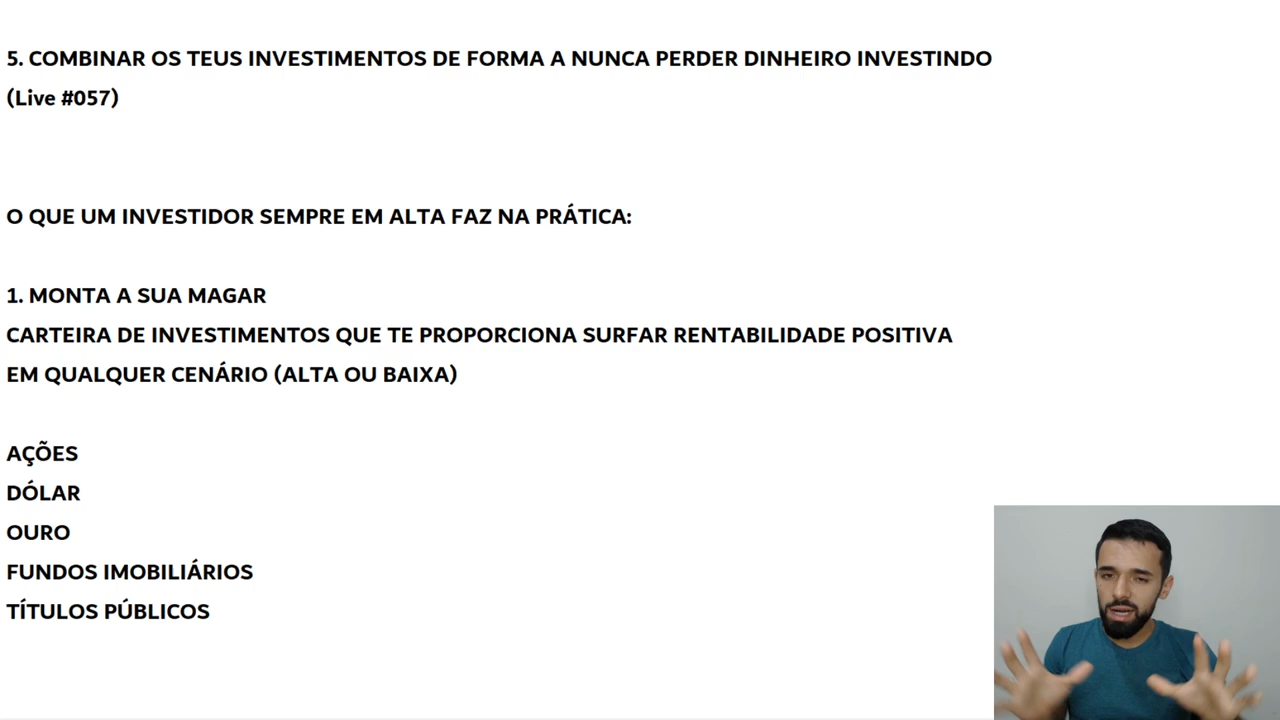 5. COMBINAR OS TEUS INVESTIMENTOS DE FORMA A NUNCA PERDER DINHEIRO INVESTINDO
(Live #057)
O QUE UM INVESTIDOR SEMPRE EM ALTA FAZ NA PRÁTICA:
1. MONTA A SUA MAGAR
CARTEIRA DE INVESTIMENTOS QUE TE PROPORCIONA SURFAR RENTABILIDADE POSITIVA
EM QUALQUER CENÁRIO (ALTA OU BAIXA)
AÇÕES
DÓLAR
OURO
FUNDOS IMOBILIÁRIOS
TÍTULOS PÚBLICOS